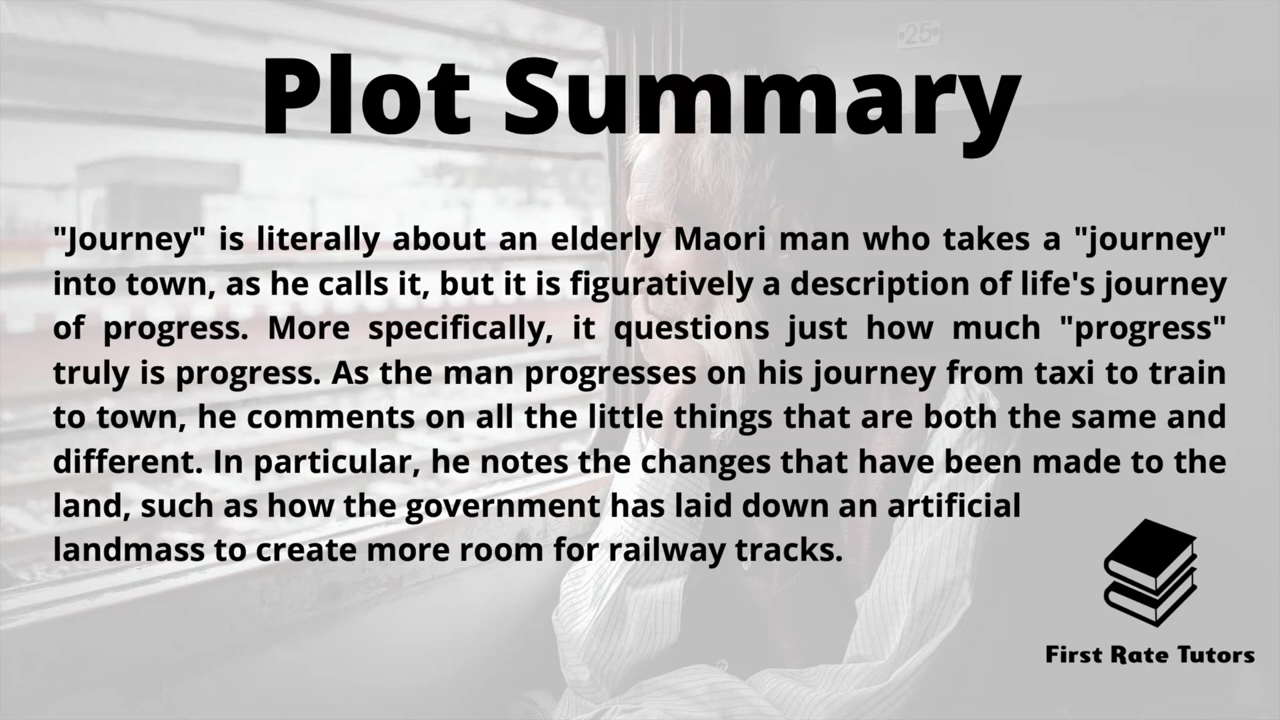 25
Plot Summary
"Journey" is literally about an elderly Maori man who takes a "journey"
into town, as he calls it, but it is figuratively a description of life's journey
of progress. More specifically, it questions just how much "progress"
truly is progress. As the man progresses on his journey from taxi to train
to town, he comments on all the little things that are both the same and
different. In particular, he notes the changes that have been made to the
land, such as how the government has laid down an artificial
landmass to create more room for railway tracks.
First Rate Tutors